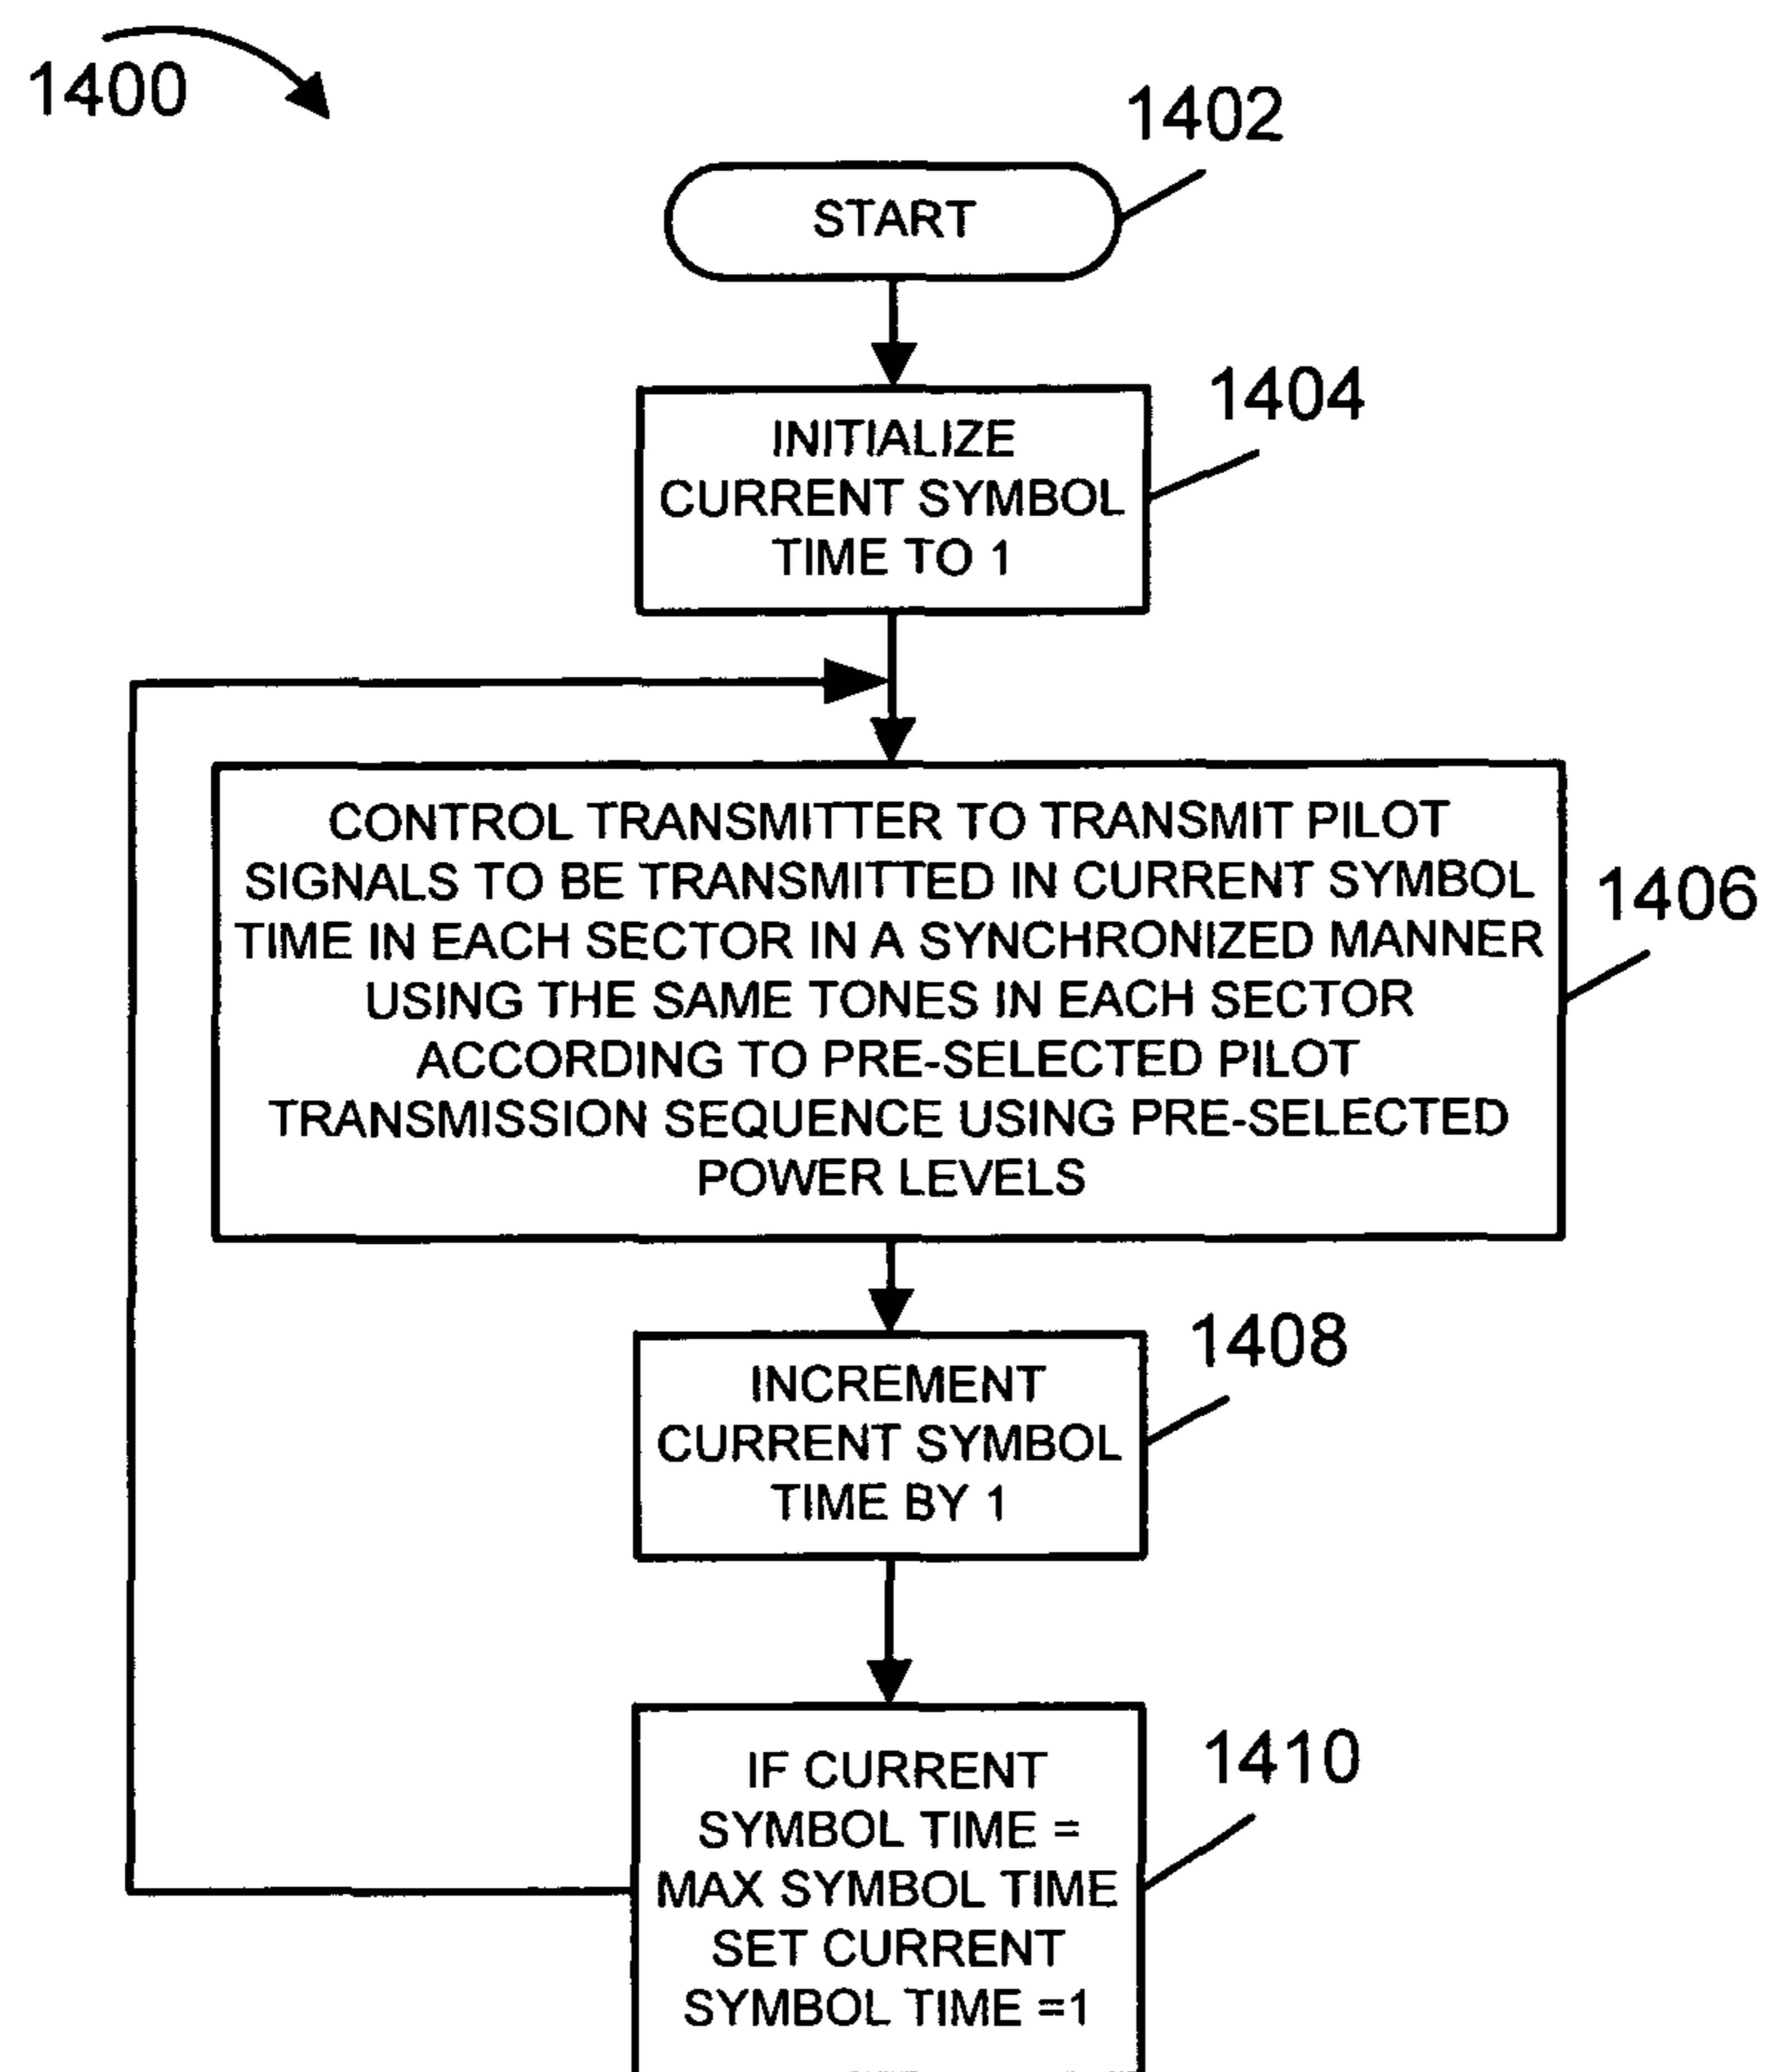 1400
1402
START
1404
INITIALIZE
CURRENT SYMBOL
TIME TO 1
CONTROL TRANSMITTER TO TRANSMIT PILOT
SIGNALS TO BE TRANSMITTED IN CURRENT SYMBOL
TIME IN EACH SECTOR IN A SYNCHRONIZED MANNER
USING THE SAME TONES IN EACH SECTOR
ACCORDING TO PRE-SELECTED PILOT
TRANSMISSION SEQUENCE USING PRE-SELECTED
POWER LEVELS
1406
1408
INCREMENT
CURRENT SYMBOL
TIME BY 1
1410
IF CURRENT
SYMBOL TIME =
MAX SYMBOL TIME
SET CURRENT
SYMBOL TIME =1